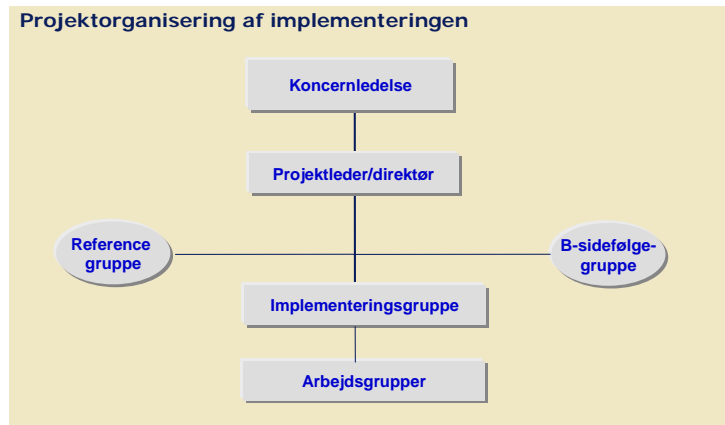 Projektorganisering af implementeringen
Koncernledelse
Projektleder/direktør
Reference
gruppe
B-sidefølge-
gruppe
Implementeringsgruppe
Arbejdsgrupper